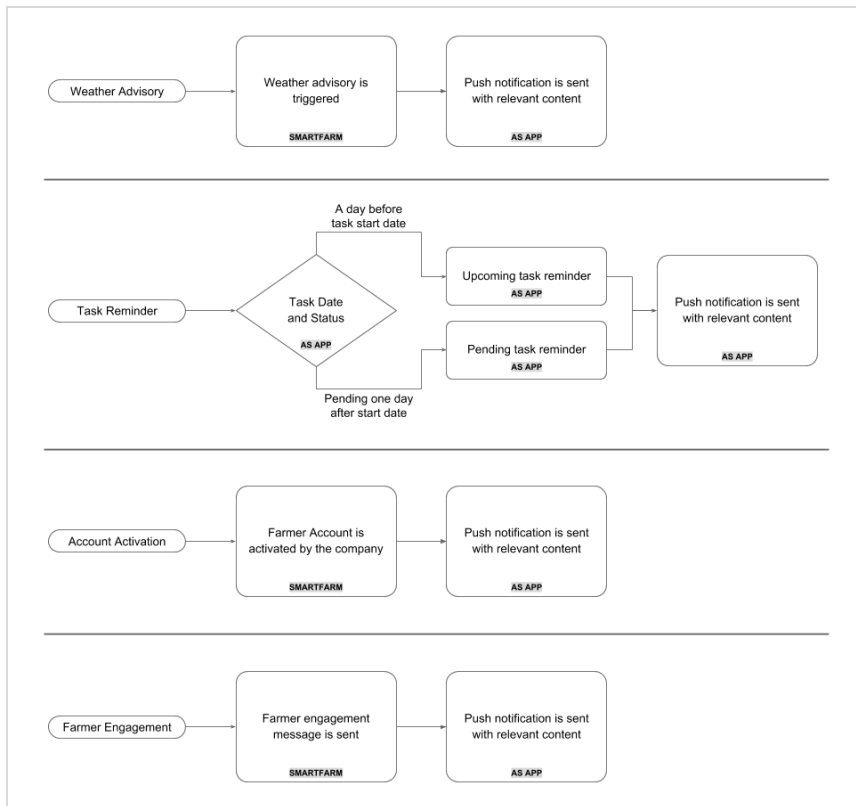 Weather Advisory
Weather advisory is
triggered
SMARTFARM
Push notification is sent
with relevant content
AS APP
A day before
task start date
Task Reminder
Task Date
and Status
AS APP
Upcoming task reminder
AS APP
Pending task reminder
AS APP
Pending one day
after start date
Push notification is sent
with relevant content
AS APP
Account Activation
Farmer Account is
activated by the company
SMARTFARM
Push notification is sent
with relevant content
AS APP
Farmer Engagement
Farmer engagement
message is sent
SMARTFARM
Push notification is sent
with relevant content
AS APP